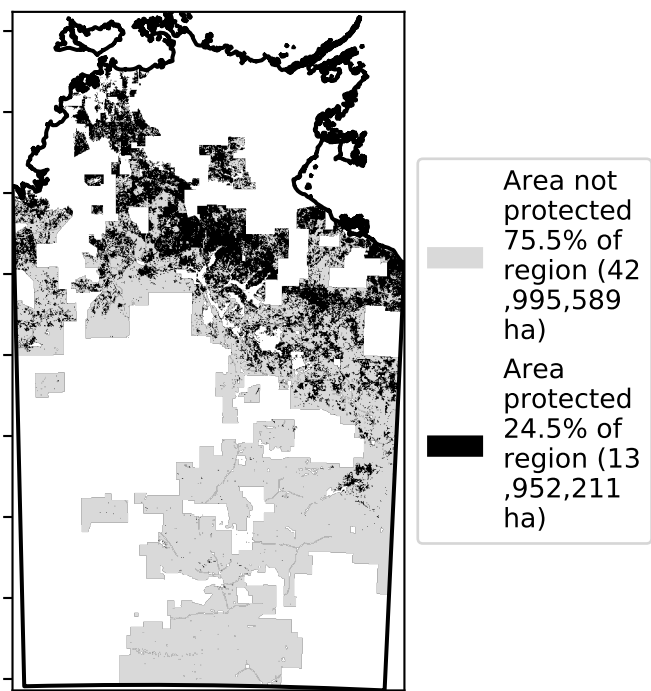 Area not
protected
75.5% of
region (42
,995,589
ha)
Area
protected
24.5% of
region (13
,952,211
ha)